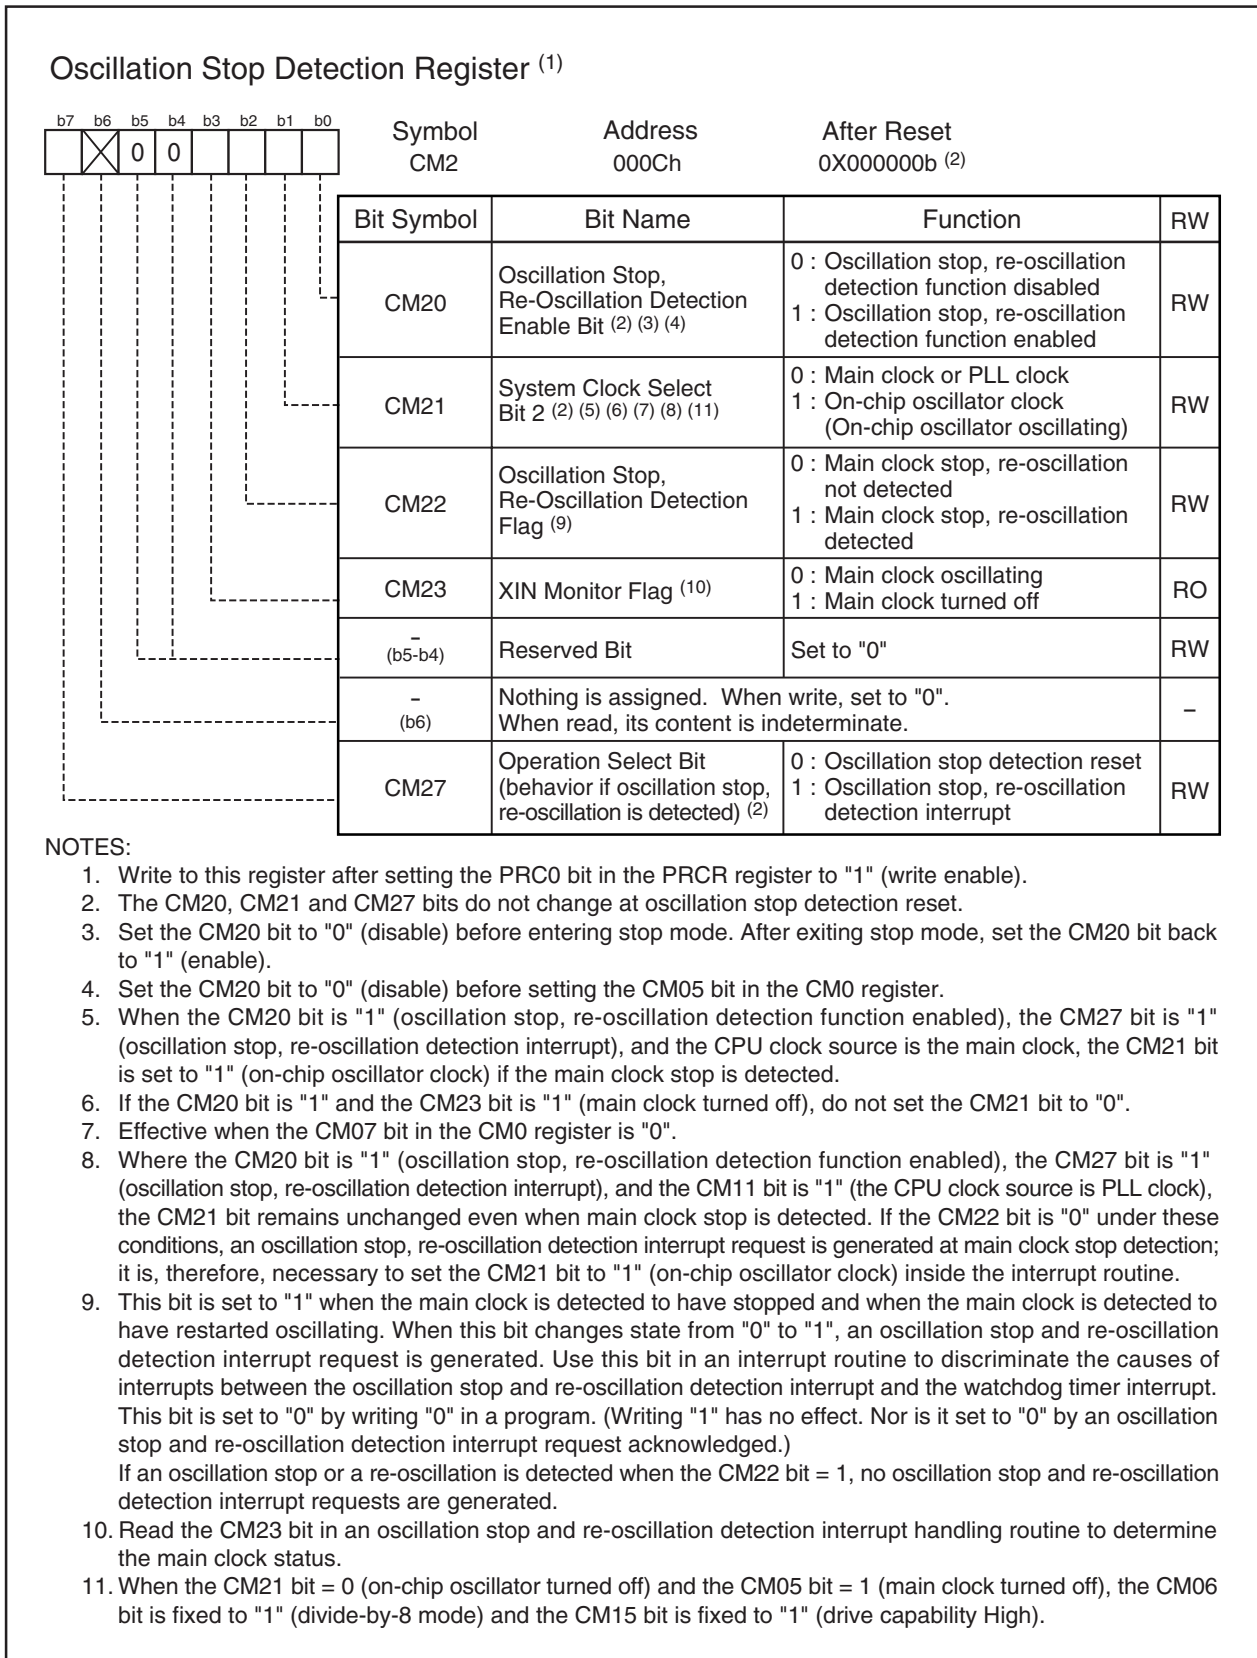 Oscillation Stop Detection Register (1)
b7 b6 b5 b4 b3 b2 b1 b0
0 0
Symbol Address After Reset
CM2 000Ch 0X000000b (2)
Bit Symbol Bit Name Function RW
CM20 Oscillation Stop, Re-Oscillation Detection Enable Bit (2) (3) (4) 0 : Oscillation stop, re-oscillation detection function disabled 1 : Oscillation stop, re-oscillation detection function enabled RW
CM21 System Clock Select Bit 2 (2) (5) (6) (7) (8) (11) 0 : Main clock or PLL clock 1 : On-chip oscillator clock (On-chip oscillator oscillating) RW
CM22 Oscillation Stop, Re-Oscillation Detection Flag (9) 0 : Main clock stop, re-oscillation not detected 1 : Main clock stop, re-oscillation detected RW
CM23 XIN Monitor Flag (10) 0 : Main clock oscillating 1 : Main clock turned off RO
– (b5-b4) Reserved Bit Set to "0" RW
– (b6) Nothing is assigned. When write, set to "0". When read, its content is indeterminate. –
CM27 Operation Select Bit (behavior if oscillation stop, re-oscillation is detected) (2) 0 : Oscillation stop detection reset 1 : Oscillation stop, re-oscillation detection interrupt RW
NOTES:
1. Write to this register after setting the PRC0 bit in the PRCR register to "1" (write enable).
2. The CM20, CM21 and CM27 bits do not change at oscillation stop detection reset.
3. Set the CM20 bit to "0" (disable) before entering stop mode. After exiting stop mode, set the CM20 bit back
to "1" (enable).
4. Set the CM20 bit to "0" (disable) before setting the CM05 bit in the CM0 register.
5. When the CM20 bit is "1" (oscillation stop, re-oscillation detection function enabled), the CM27 bit is "1"
(oscillation stop, re-oscillation detection interrupt), and the CPU clock source is the main clock, the CM21 bit
is set to "1" (on-chip oscillator clock) if the main clock stop is detected.
6. If the CM20 bit is "1" and the CM23 bit is "1" (main clock turned off), do not set the CM21 bit to "0".
7. Effective when the CM07 bit in the CM0 register is "0".
8. Where the CM20 bit is "1" (oscillation stop, re-oscillation detection function enabled), the CM27 bit is "1"
(oscillation stop, re-oscillation detection interrupt), and the CM11 bit is "1" (the CPU clock source is PLL clock),
the CM21 bit remains unchanged even when main clock stop is detected. If the CM22 bit is "0" under these
conditions, an oscillation stop, re-oscillation detection interrupt request is generated at main clock stop detection;
it is, therefore, necessary to set the CM21 bit to "1" (on-chip oscillator clock) inside the interrupt routine.
9. This bit is set to "1" when the main clock is detected to have stopped and when the main clock is detected to
have restarted oscillating. When this bit changes state from "0" to "1", an oscillation stop and re-oscillation
detection interrupt request is generated. Use this bit in an interrupt routine to discriminate the causes of
interrupts between the oscillation stop and re-oscillation detection interrupt and the watchdog timer interrupt.
This bit is set to "0" by writing "0" in a program. (Writing "1" has no effect. Nor is it set to "0" by an oscillation
stop and re-oscillation detection interrupt request acknowledged.)
If an oscillation stop or a re-oscillation is detected when the CM22 bit = 1, no oscillation stop and re-oscillation
detection interrupt requests are generated.
10. Read the CM23 bit in an oscillation stop and re-oscillation detection interrupt handling routine to determine
the main clock status.
11. When the CM21 bit = 0 (on-chip oscillator turned off) and the CM05 bit = 1 (main clock turned off), the CM06
bit is fixed to "1" (divide-by-8 mode) and the CM15 bit is fixed to "1" (drive capability High).